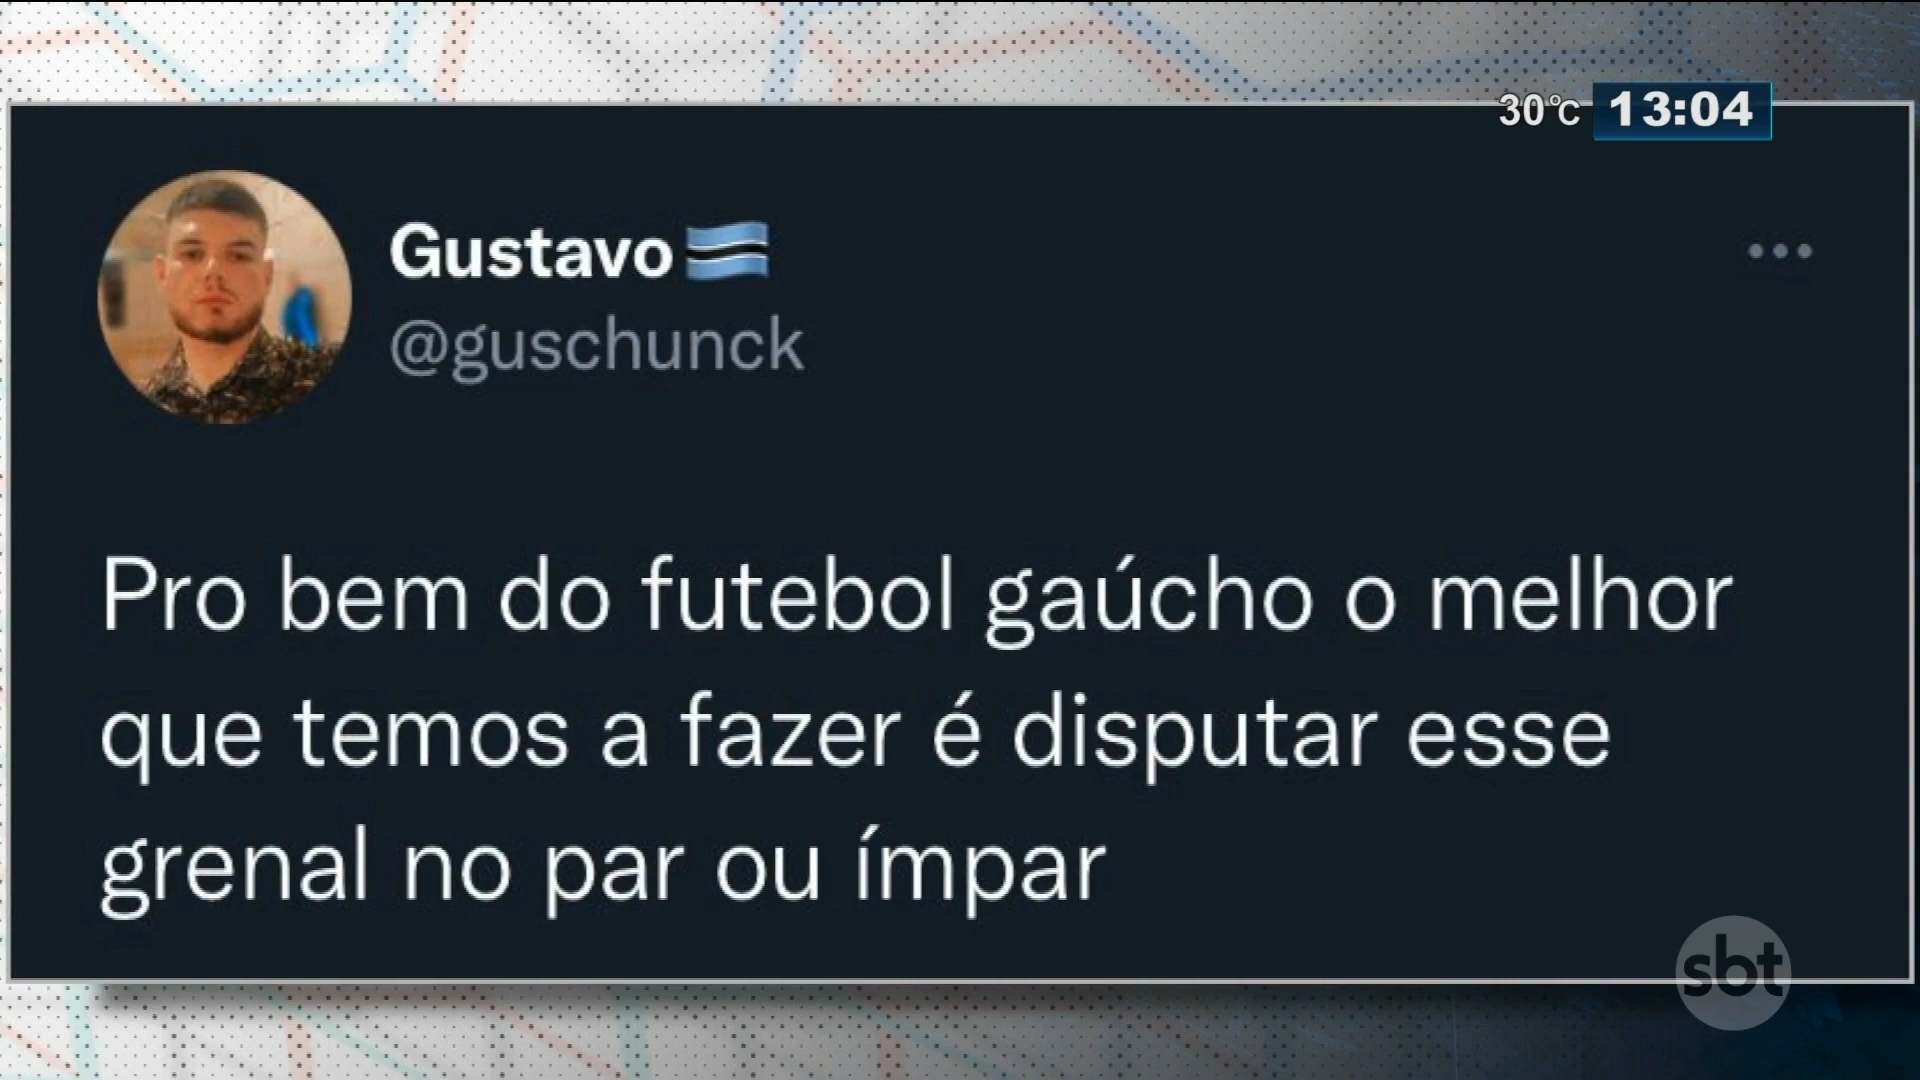 30°C 13:04
Gustavo
@guschunck
Pro bem do futebol gaúcho o melhor
que temos a fazer é disputar esse
grenal no par ou ímpar
sbt